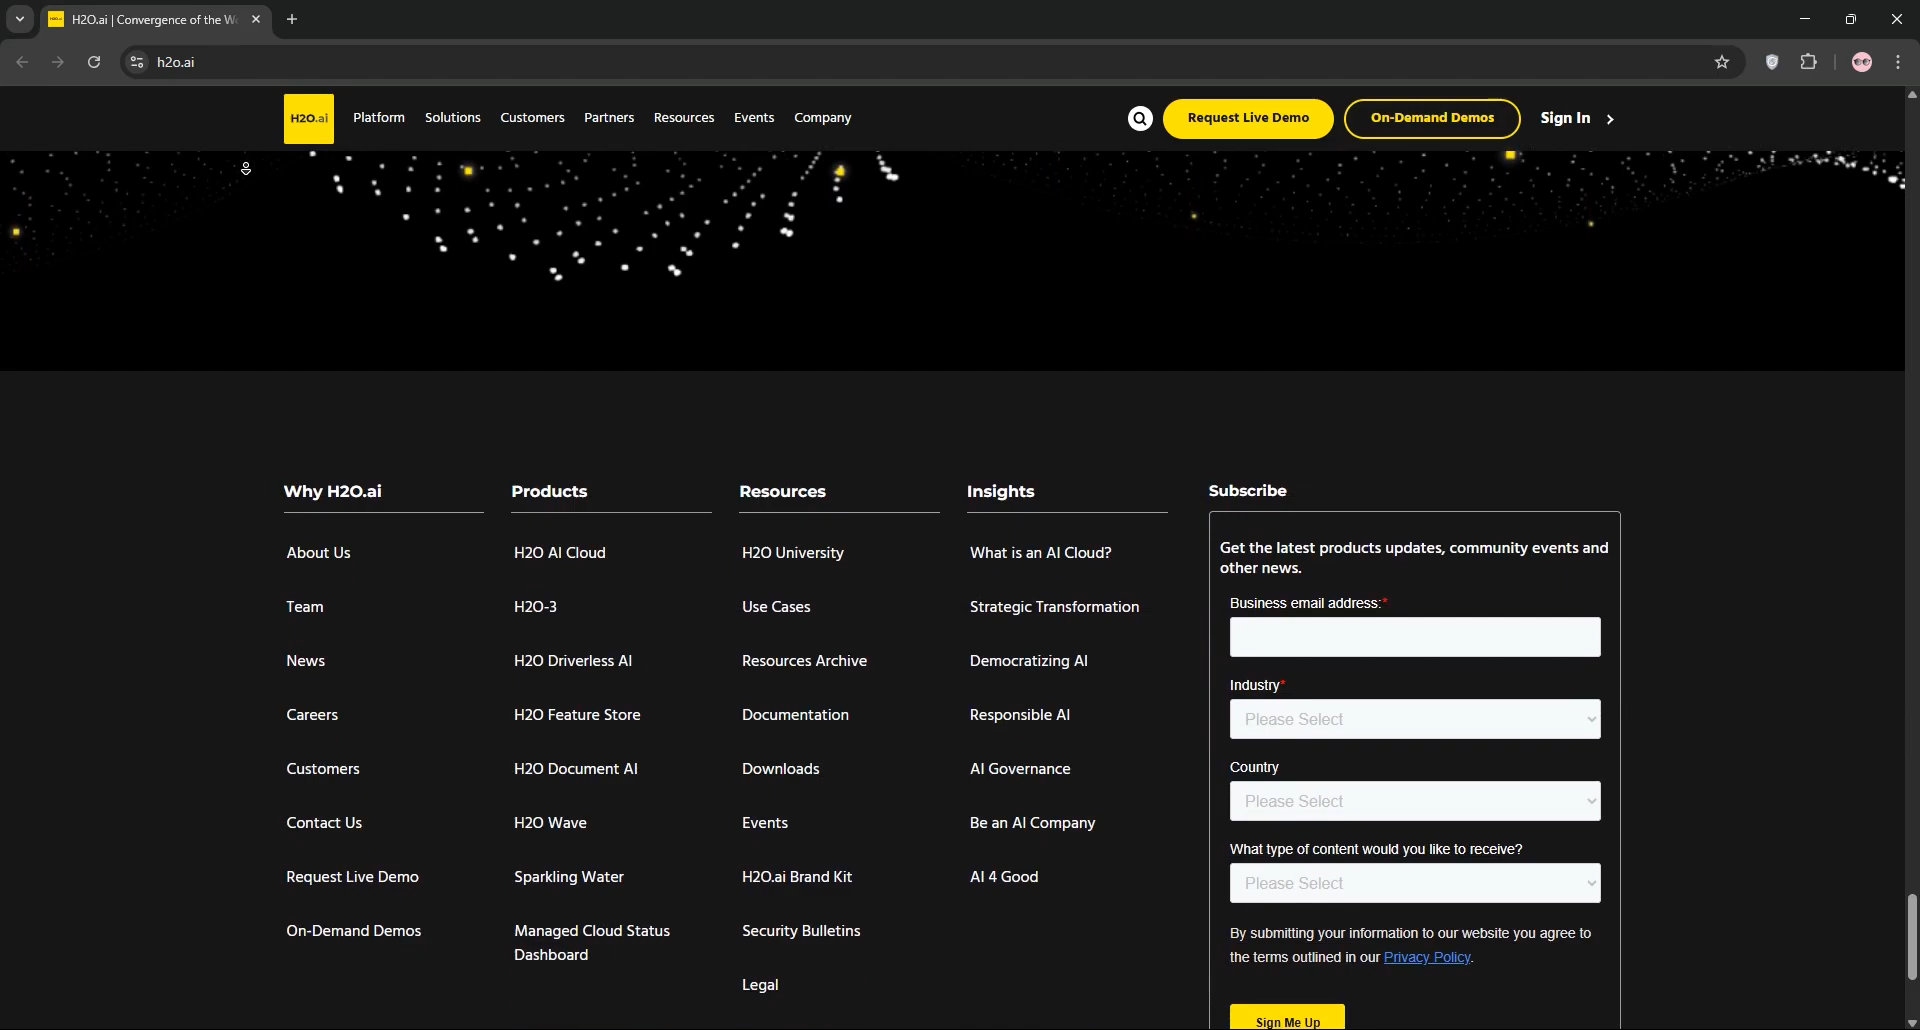 H2O.ai | Convergence of the W
h2o.ai
H2O.ai
Platform
Solutions
Customers
Partners
Resources
Events
Company
Request Live Demo
On-Demand Demos
Sign In
Why H2O.ai
About Us
Team
News
Careers
Customers
Contact Us
Request Live Demo
On-Demand Demos
Products
H2O AI Cloud
H2O-3
H2O Driverless AI
H2O Feature Store
H2O Document AI
H2O Wave
Sparkling Water
Managed Cloud Status
Dashboard
Resources
H2O University
Use Cases
Resources Archive
Documentation
Downloads
Events
H2O.ai Brand Kit
Security Bulletins
Legal
Insights
What is an AI Cloud?
Strategic Transformation
Democratizing AI
Responsible AI
AI Governance
Be an AI Company
AI 4 Good
Subscribe
Get the latest products updates, community events and
other news.
Business email address:*
Industry*
Please Select
Country
Please Select
What type of content would you like to receive?
Please Select
By submitting your information to our website you agree to
the terms outlined in our Privacy Policy.
Sign Me Up